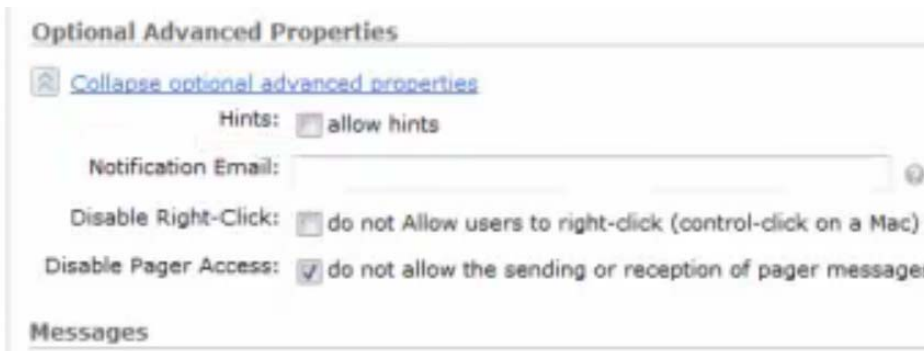 Optional Advanced Properties
Collapse optional advanced properties
Hints: allow hints
Notification Email:
Disable Right-Click: do not Allow users to right-click (control-click on a Mac)
Disable Pager Access: do not allow the sending or reception of pager
Messages